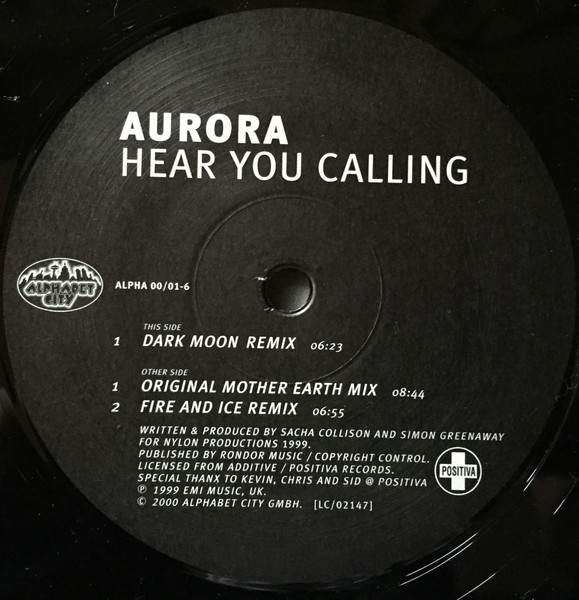 AURORA
HEAR YOU CALLING
ALPHABET
CITY
ALPHA 00/01-6
THIS SIDE
1 DARK MOON REMIX 06:23
OTHER SIDE
1 ORIGINAL MOTHER EARTH MIX 08:44
2 FIRE AND ICE REMIX 06:55
WRITTEN & PRODUCED BY SACHA COLLISON AND SIMON GREENAWAY
FOR NYLON PRODUCTIONS 1999.
PUBLISHED BY RONDOR MUSIC / COPYRIGHT CONTROL.
LICENSED FROM ADDITIVE / POSITIVA RECORDS.
SPECIAL THANX TO KEVIN, CHRIS AND SID @ POSITIVA
℗ 1999 EMI MUSIC, UK.
© 2000 ALPHABET CITY GMBH. [LC/02147]
POSITIVA